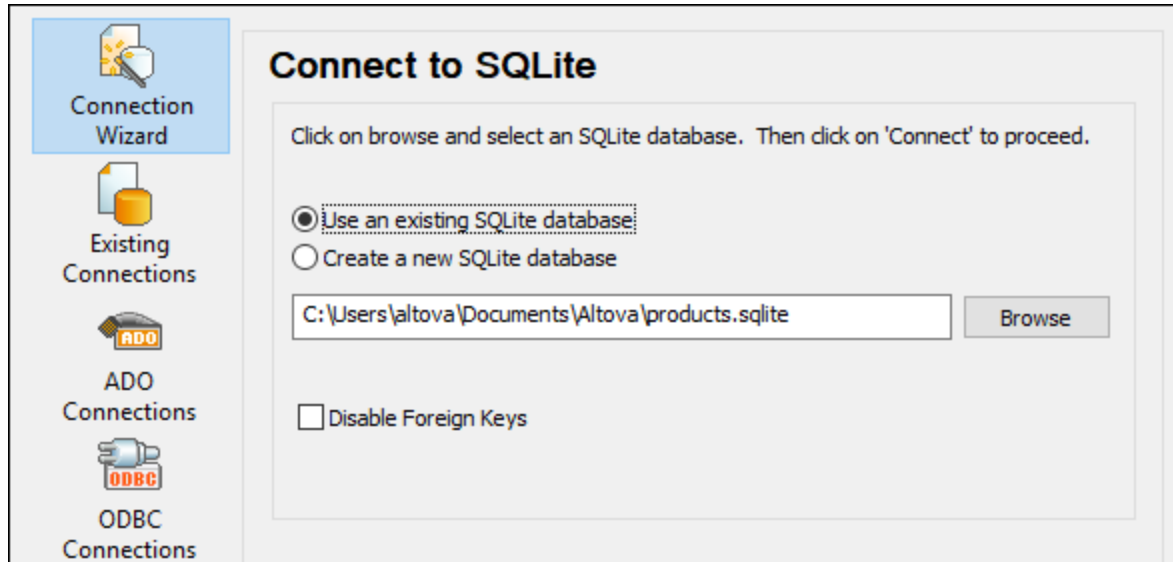 Connection
Wizard
Existing
Connections
ADO
ADO
Connections
ODBC
ODBC
Connections
Connect to SQLite
Click on browse and select an SQLite database.  Then click on 'Connect' to proceed.
Use an existing SQLite database
Create a new SQLite database
C:\Users\altova\Documents\Altova\products.sqlite
Browse
Disable Foreign Keys